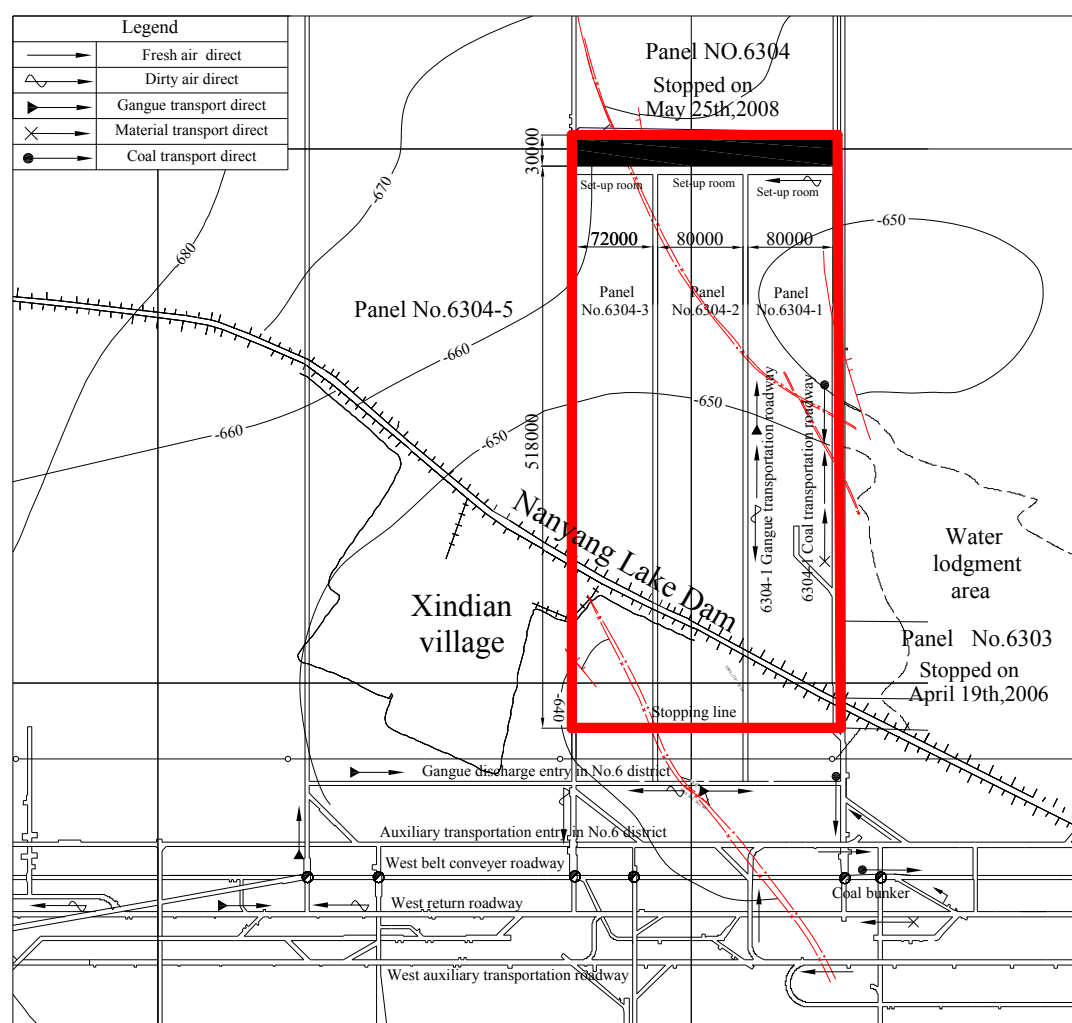 Legend
Fresh air direct
Dirty air direct
Gangue transport direct
Material transport direct
Coal transport direct
Panel NO.6304
Stopped on
May 25th,2008
30000
-670
-680
Set-up room
Set-up room
Set-up room
-650
72000
80000
80000
Panel
No.6304-3
Panel
No.6304-2
Panel
No.6304-1
Panel No.6304-5
-660
-660
-650
-650
518000
6304-1 Gangue transportation roadway
6304-1 Coal transportation roadway
Nanyang Lake Dam
Water
lodgment
area
Xindian
village
Panel No.6303
Stopped on
April 19th,2006
-640
Stopping line
Gangue discharge entry in No.6 district
Auxiliary transportation entry in No.6 district
West belt conveyer roadway
Coal bunker
West return roadway
West auxiliary transportation roadway